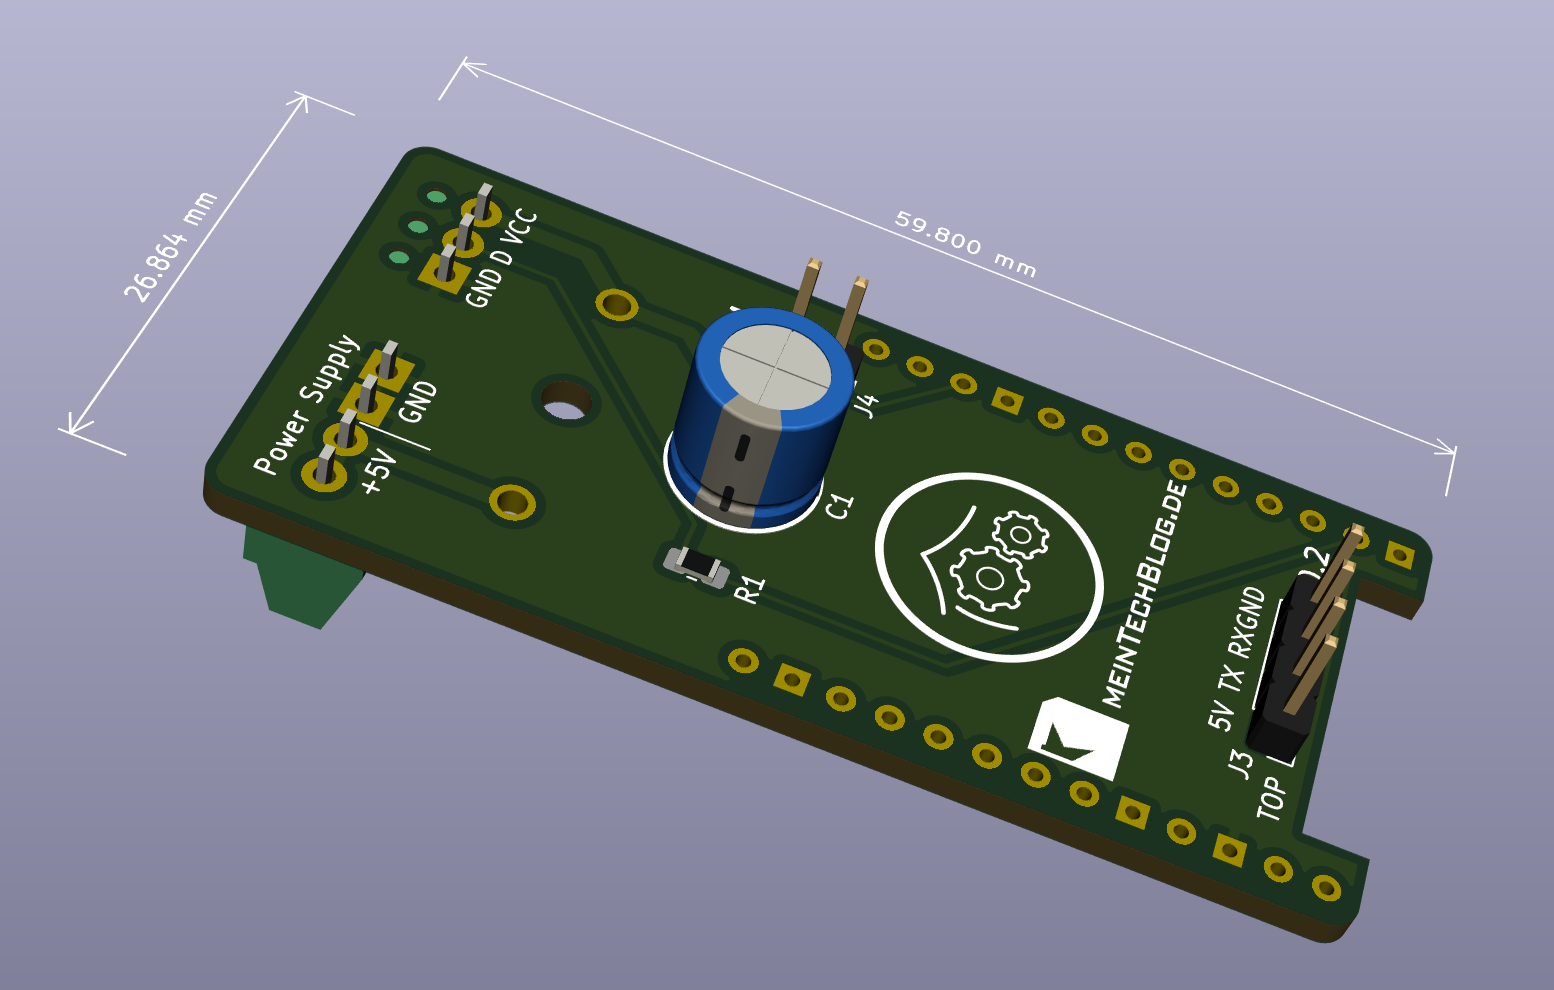 59.800 mm
26.864 mm
GND D VCC
Power Supply
GND
+5V
J4
C1
R1
MEINTECHBLOG.DE
5V TX RXGND
J3
TOP